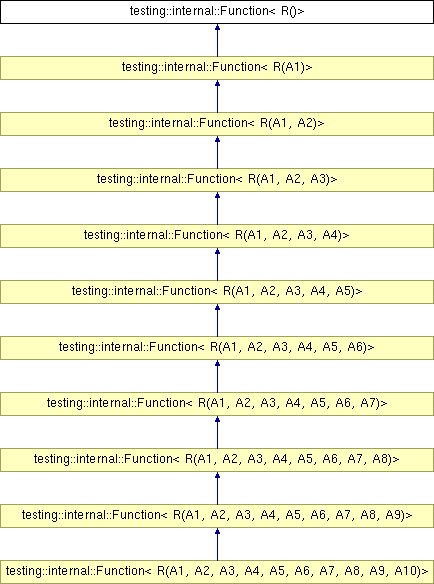 testing::internal::Function< R()>
testing::internal::Function< R(A1)>
testing::internal::Function< R(A1, A2)>
testing::internal::Function< R(A1, A2, A3)>
testing::internal::Function< R(A1, A2, A3, A4)>
testing::internal::Function< R(A1, A2, A3, A4, A5)>
testing::internal::Function< R(A1, A2, A3, A4, A5, A6)>
testing::internal::Function< R(A1, A2, A3, A4, A5, A6, A7)>
testing::internal::Function< R(A1, A2, A3, A4, A5, A6, A7, A8)>
testing::internal::Function< R(A1, A2, A3, A4, A5, A6, A7, A8, A9)>
testing::internal::Function< R(A1, A2, A3, A4, A5, A6, A7, A8, A9, A10)>